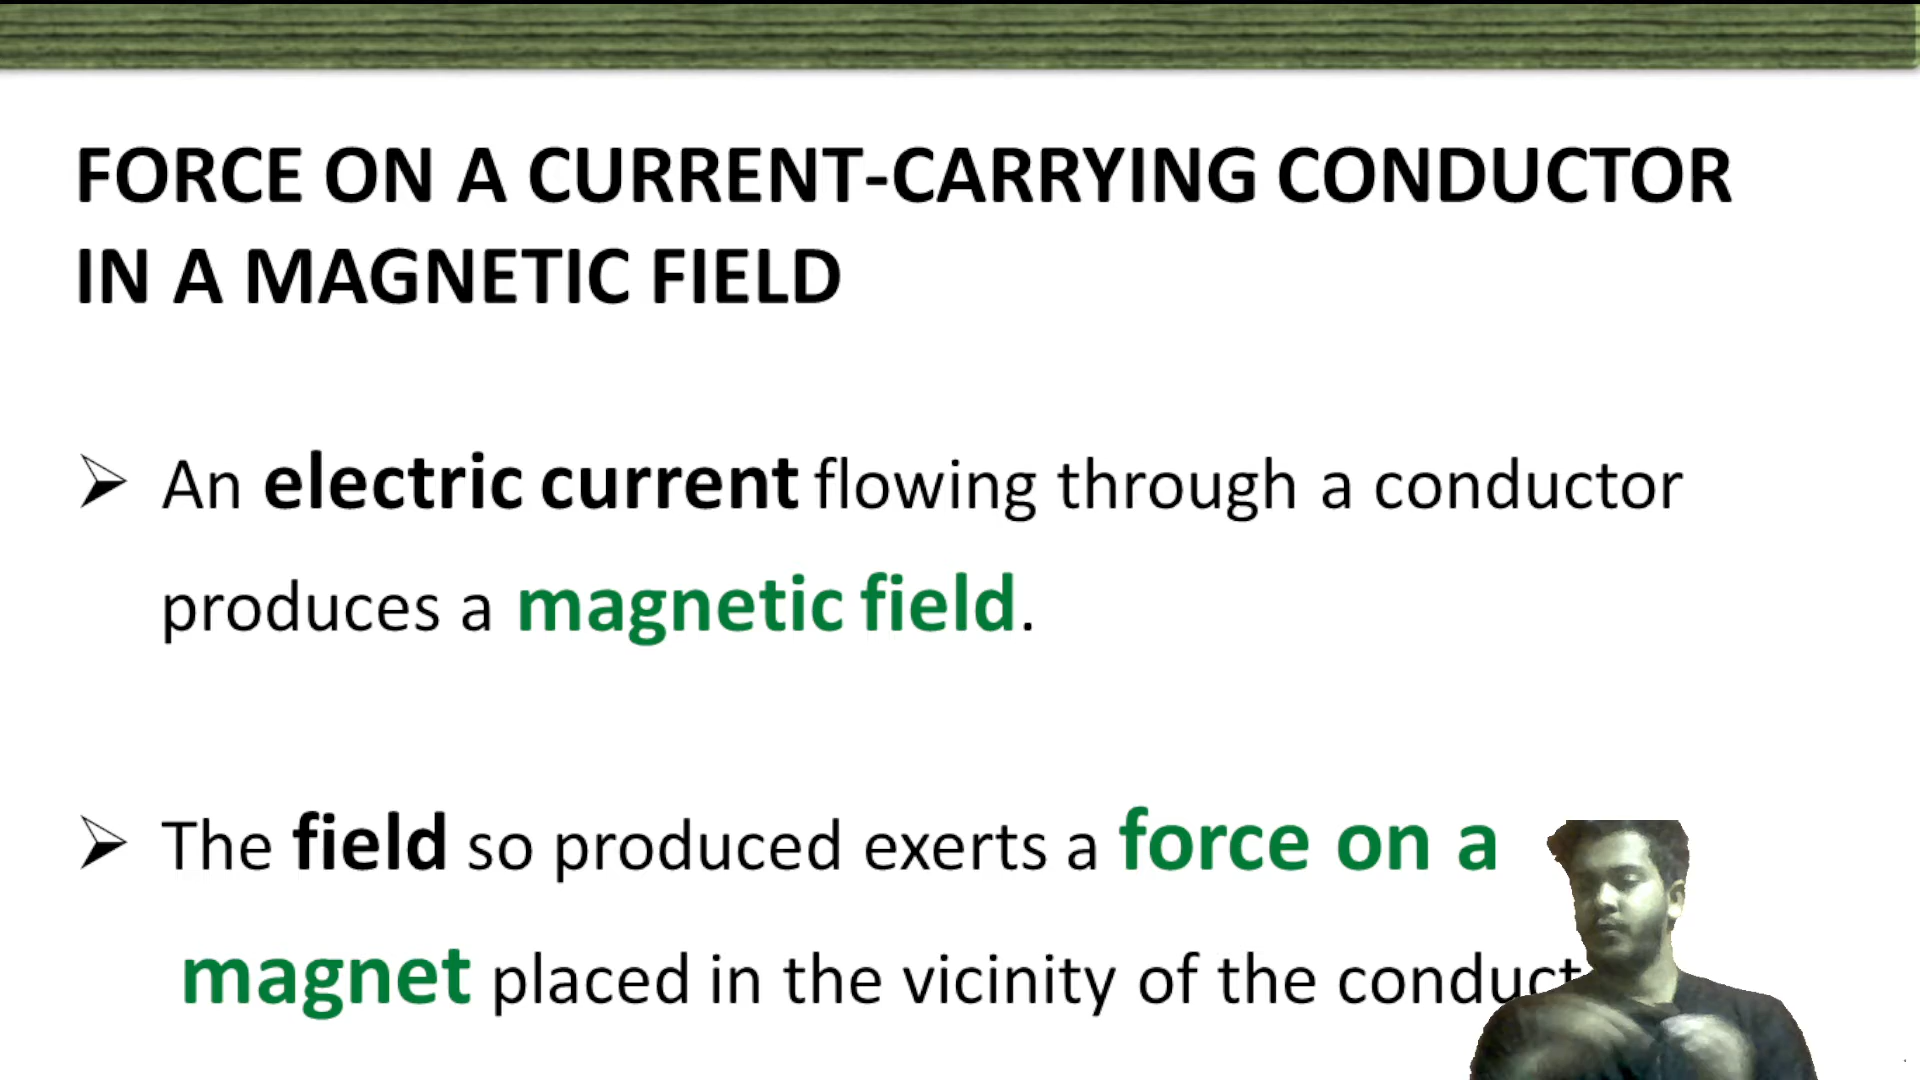 FORCE ON A CURRENT-CARRYING CONDUCTOR
IN A MAGNETIC FIELD
➢ An electric current flowing through a conductor
produces a magnetic field.
➢ The field so produced exerts a force on a
magnet placed in the vicinity of the